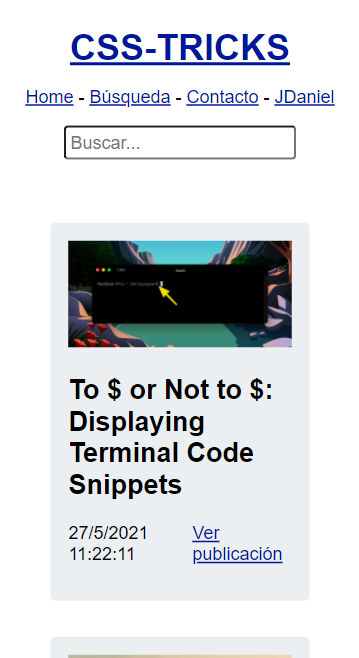 CSS-TRICKS
Home - Búsqueda - Contacto - JDaniel
Buscar...
To $ or Not to $:
Displaying
Terminal Code
Snippets
27/5/2021
11:22:11
Ver
publicación